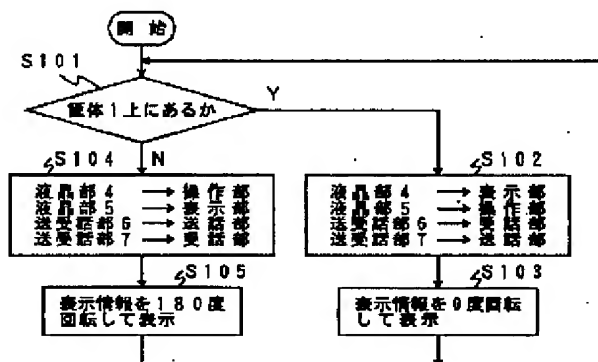 開 始
S101
筐体1上にあるか
Y
N
S104
液晶部4 → 操作部
液晶部5 → 表示部
送受話部6 → 送話部
送受話部7 → 受話部
S105
表示情報を180度
回転して表示
S102
液晶部4 → 表示部
液晶部5 → 操作部
送受話部6 → 受話部
送受話部7 → 送話部
S103
表示情報を0度回転
して表示